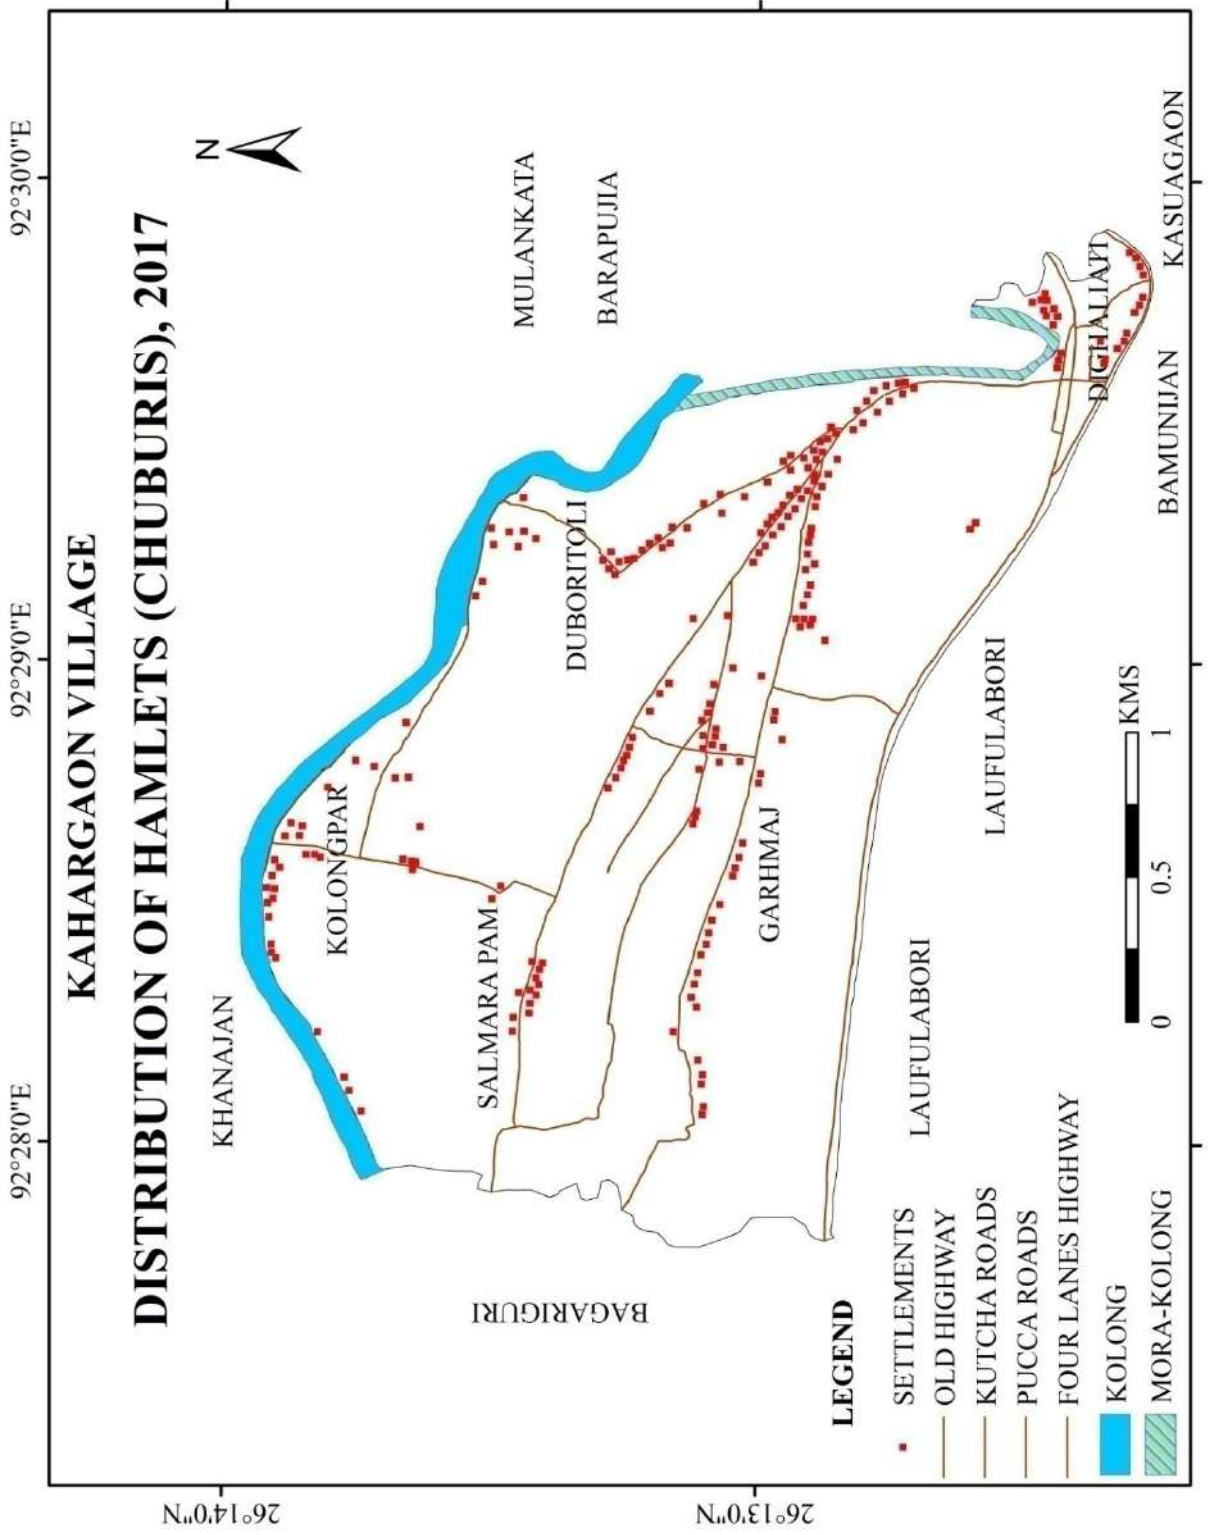 KAHARGAON VILLAGE
DISTRIBUTION OF HAMLETS (CHUBURIS), 2017
92°28'0"E
92°29'0"E
92°30'0"E
N
26°14'0"N
26°13'0"N
KHANAJAN
MULANKATA
BARAPUJIA
KOLONGPAR
SALMARA PAM
DUBORITOLI
BAGARIGURI
GARHMAJ
LAUFULABORI
LAUFULABORI
DIGHALIATI
BAMUNIJAN
KASUAGON
LEGEND
SETTLEMENTS
OLD HIGHWAY
KUTCHA ROADS
PUCCA ROADS
FOUR LANES HIGHWAY
KOLONG
MORA-KOLONG
0 0.5 1
KMS